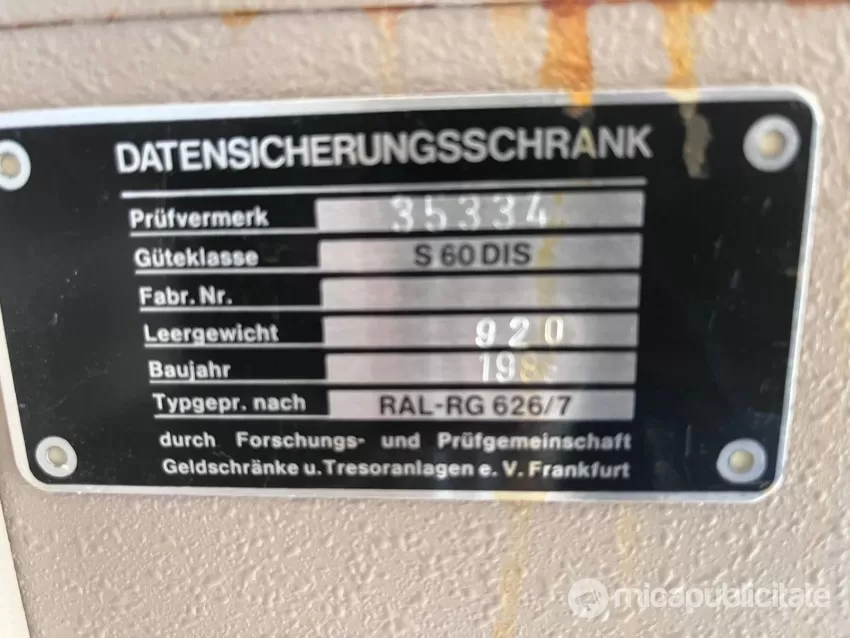 DATENSICHERUNGSSCHRANK
Prüfvermerk 35334
Güteklasse S 60 DIS
Fabr. Nr.
Leergewicht 920
Baujahr
Typgepr. nach RAL-RG 626/7
durch Forschungs- und Prüfgemeinschaft
Geldschränke u. Tresoranlagen e. V. Frankfurt
micapublicitate